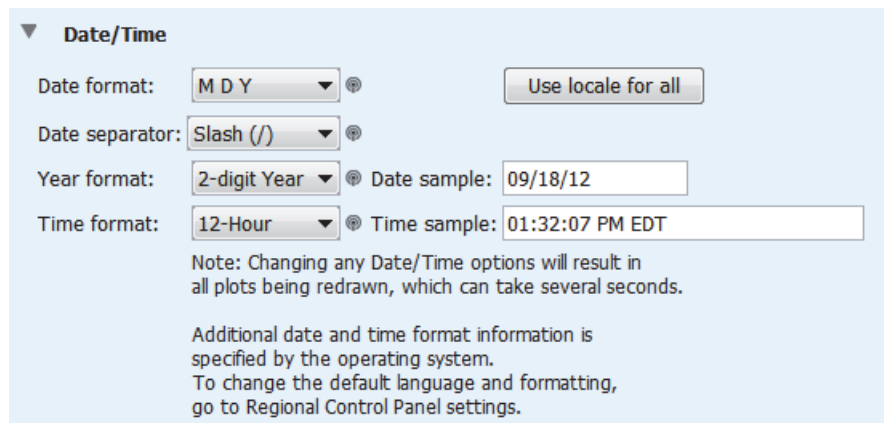 Date/Time
Date format: M D Y Use locale for all
Date separator: Slash (/)
Year format: 2-digit Year Date sample: 09/18/12
Time format: 12-Hour Time sample: 01:32:07 PM EDT
Note: Changing any Date/Time options will result in
all plots being redrawn, which can take several seconds.
Additional date and time format information is
specified by the operating system.
To change the default language and formatting,
go to Regional Control Panel settings.